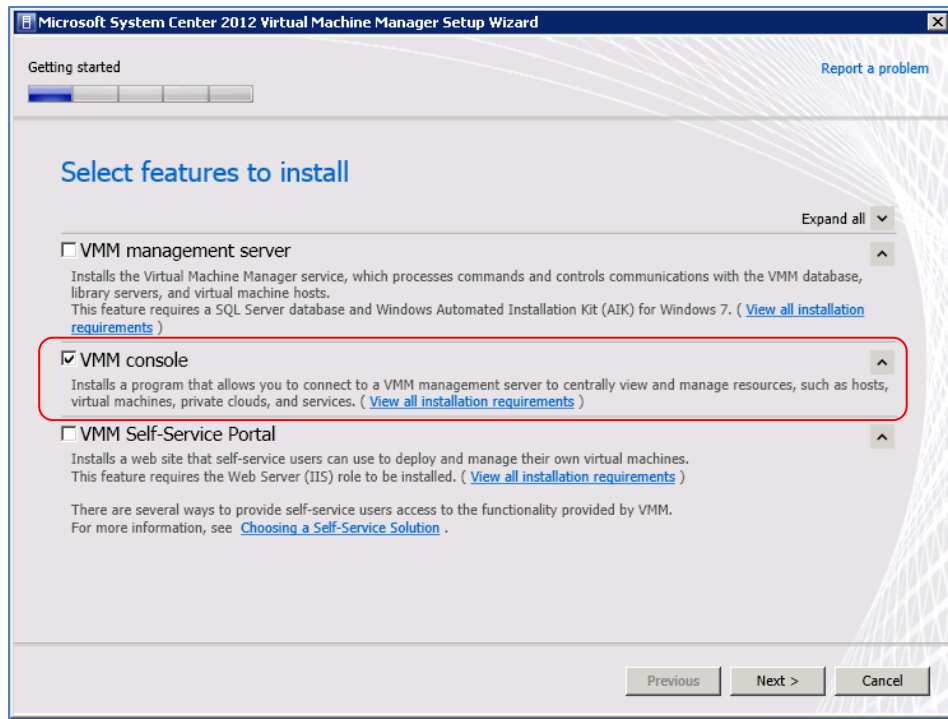 Microsoft System Center 2012 Virtual Machine Manager Setup Wizard
Getting started
Report a problem
Select features to install
Expand all
VMM management server
Installs the Virtual Machine Manager service, which processes commands and controls communications with the VMM database,
library servers, and virtual machine hosts.
This feature requires a SQL Server database and Windows Automated Installation Kit (AIK) for Windows 7. ( View all installation
requirements )
VMM console
Installs a program that allows you to connect to a VMM management server to centrally view and manage resources, such as hosts,
virtual machines, private clouds, and services. ( View all installation requirements )
VMM Self-Service Portal
Installs a web site that self-service users can use to deploy and manage their own virtual machines.
This feature requires the Web Server (IIS) role to be installed. ( View all installation requirements )
There are several ways to provide self-service users access to the functionality provided by VMM.
For more information, see Choosing a Self-Service Solution .
Previous
Next >
Cancel